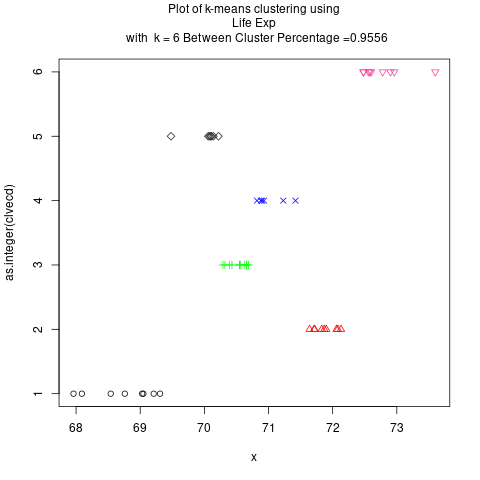 Plot of k-means clustering using
Life Exp
with  k = 6 Between Cluster Percentage =0.9556
6
5
4
3
2
1
as.integer(clvecd)
68 69 70 71 72 73
x